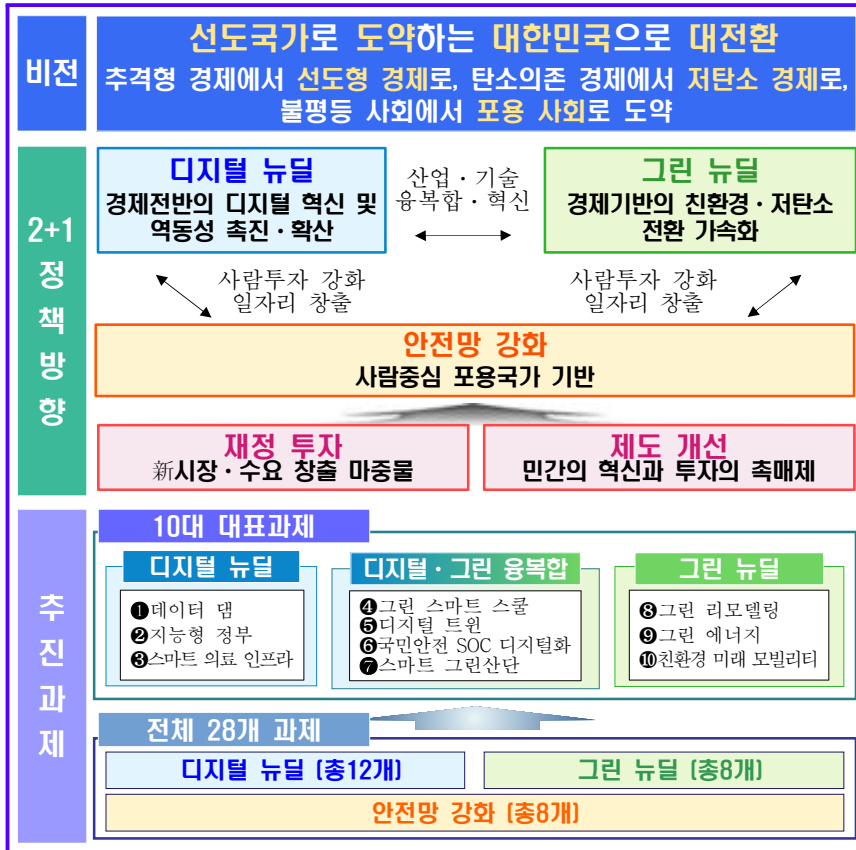 비전
선도국가로 도약하는 대한민국으로 대전환
추격형 경제에서 선도형 경제로, 탄소의존 경제에서 저탄소 경제로,
불평등 사회에서 포용 사회로 도약
2+1
정
책
방
향
디지털 뉴딜
경제전반의 디지털 혁신 및
역동성 촉진·확산
산업·기술
융복합·혁신
그린 뉴딜
경제기반의 친환경·저탄소
전환 가속화
사람투자 강화
일자리 창출
사람투자 강화
일자리 창출
안전망 강화
사람중심 포용국가 기반
재정 투자
新시장·수요 창출 마중물
제도 개선
민간의 혁신과 투자의 촉매제
추
진
과
제
10대 대표과제
디지털 뉴딜
❶데이터 댐
❷지능형 정부
❸스마트 의료 인프라
디지털·그린 융복합
❹그린 스마트 스쿨
❺디지털 트윈
❻국민안전 SOC 디지털화
❼스마트 그린산단
그린 뉴딜
❽그린 리모델링
❾그린 에너지
❿친환경 미래 모빌리티
전체 28개 과제
디지털 뉴딜 (총12개)
그린 뉴딜 (총8개)
안전망 강화 (총8개)